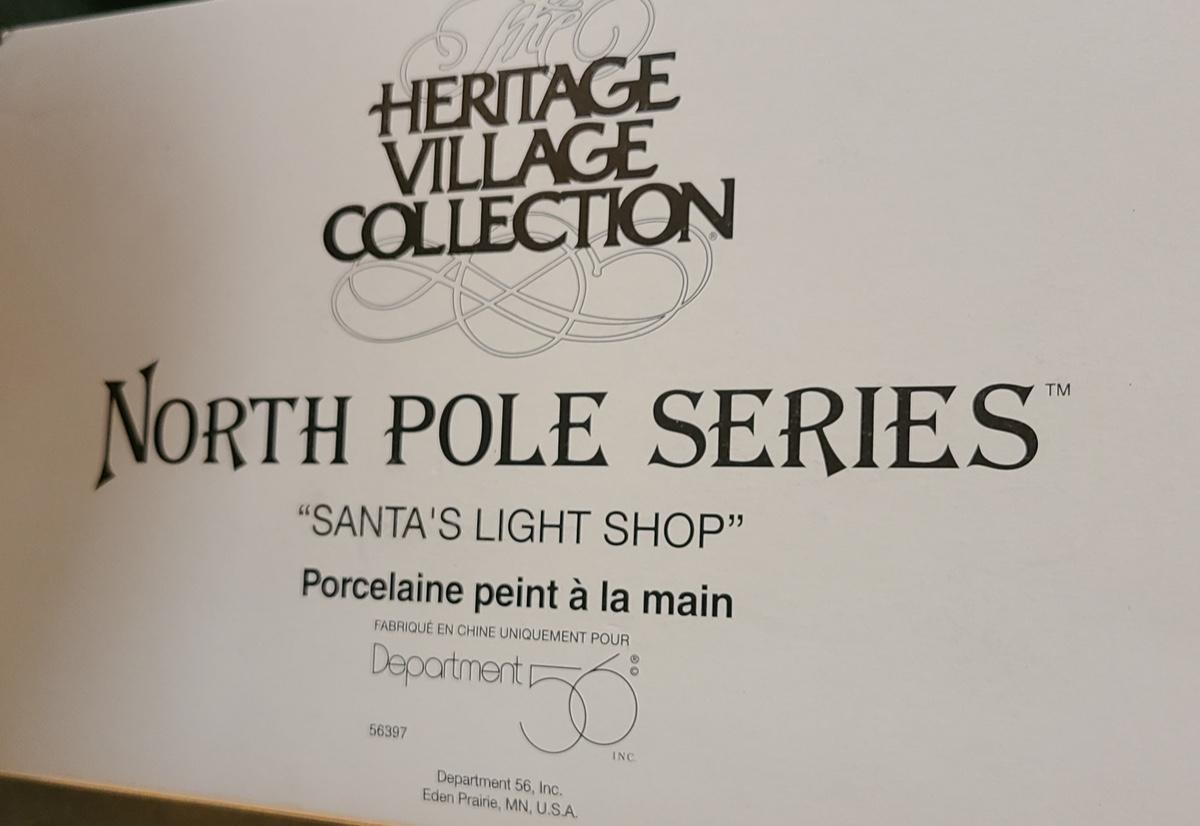 The
HERITAGE
VILLAGE
COLLECTION®
NORTH POLE SERIES™
“SANTA'S LIGHT SHOP”
Porcelaine peint à la main
FABRIQUÉ EN CHINE UNIQUEMENT POUR
Department 56 ® ©
56397
INC.
Department 56, Inc.
Eden Prairie, MN, U.S.A.